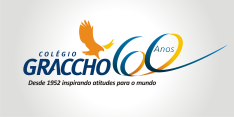 COLÉGIO
GRACCHO 60 Anos
Desde 1952 inspirando atitudes para o mundo